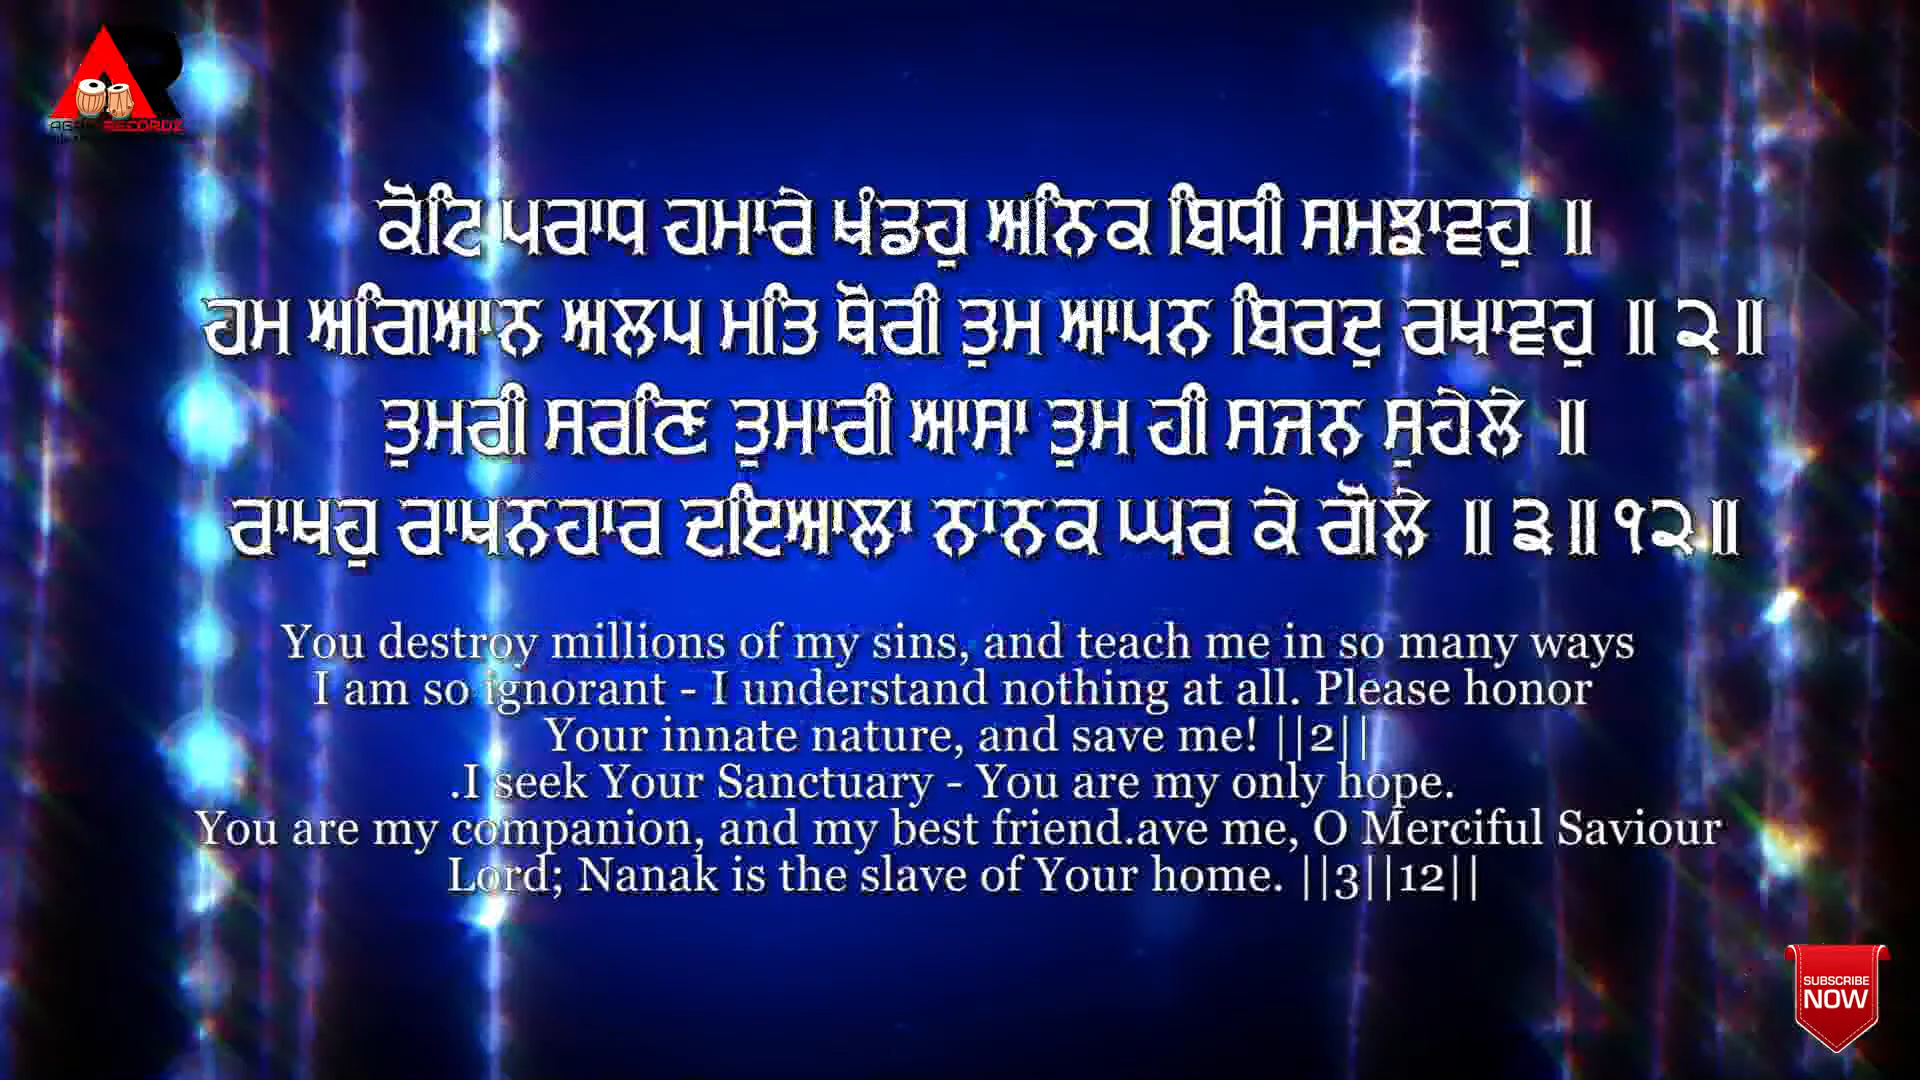 ਕੋਟਿ ਪਰਾਧ ਹਮਾਰੇ ਖੰਡਹੁ ਅਨਿਕ ਬਿਧੀ ਸਮਝਾਵਹੁ ॥
ਹਮ ਅਗਿਆਨ ਅਲਪ ਮਤਿ ਥੋਰੀ ਤੁਮ ਆਪਨ ਬਿਰਦੁ ਰਖਾਵਹੁ ॥੨॥
ਤੁਮਰੀ ਸਰਣਿ ਤੁਮਾਰੀ ਆਸਾ ਤੁਮ ਹੀ ਸਜਨ ਸੁਹੇਲੇ ॥
ਰਾਖਹੁ ਰਾਖਨਹਾਰ ਦਇਆਲਾ ਨਾਨਕ ਘਰ ਕੇ ਗੋਲੇ ॥੩॥੧੨॥
You destroy millions of my sins, and teach me in so many ways
I am so ignorant - I understand nothing at all. Please honor
Your innate nature, and save me! ||2||
.I seek Your Sanctuary - You are my only hope.
You are my companion, and my best friend.ave me, O Merciful Saviour
Lord; Nanak is the slave of Your home. ||3||12||
SUBSCRIBE
NOW
AR
RECORDZ